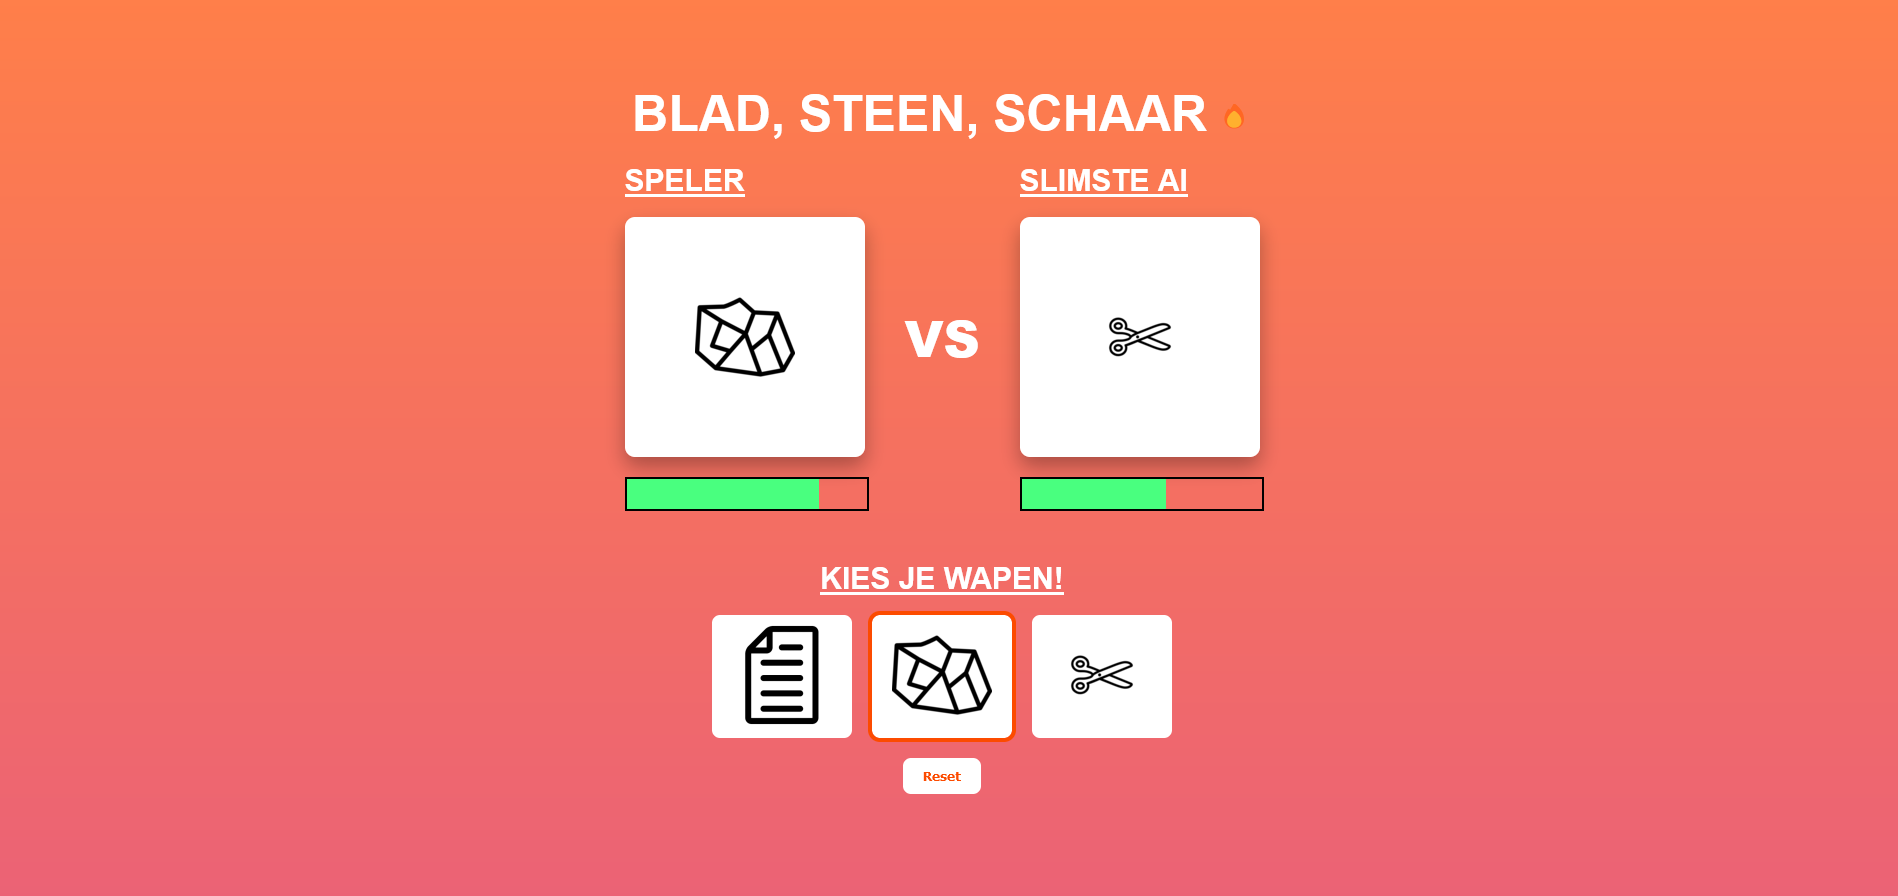 BLAD, STEEN, SCHAAR 🔥
SPELER
SLIMSTE AI
VS
KIES JE WAPEN!
Reset